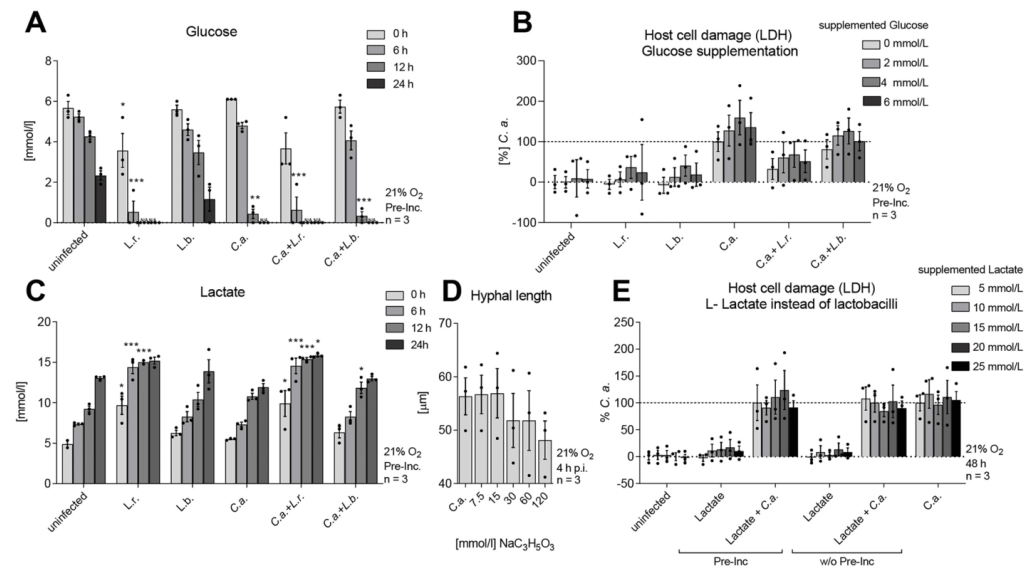 A
Glucose
0 h
6 h
12 h
24 h
8
6
4
2
0
[mmol/l]
***
*
***
**
***
21% O2
Pre-Inc.
n = 3
uninfected
L.r.
L.b.
C.a.
C.a.+L.r.
C.a.+L.b.
B
Host cell damage (LDH)
Glucose supplementation
supplemented Glucose
0 mmol/L
2 mmol/L
4 mmol/L
6 mmol/L
300
200
100
0
-100
[%] C. a.
21% O2
Pre-Inc.
n = 3
uninfected
L.r.
L.b.
C.a.
C.a.+ L.r.
C.a.+L.b.
C
Lactate
0 h
6 h
12 h
24h
20
15
10
5
0
[mmol/l]
*
***
***
*
***
***
*
*
21% O2
Pre-Inc.
n = 3
uninfected
L.r.
L.b.
C.a.
C.a.+L.r.
C.a.+L.b.
D
Hyphal length
70
60
50
40
[µm]
21% O2
4 h p.i.
n = 3
C.a.
7.5
15
30
60
120
[mmol/l] NaC3H5O3
E
Host cell damage (LDH)
L- Lactate instead of lactobacilli
supplemented Lactate
5 mmol/L
10 mmol/L
15 mmol/L
20 mmol/L
25 mmol/L
250
200
150
100
50
0
-50
% C. a.
21% O2
48 h
n = 3
uninfected
Lactate
Lactate + C.a.
Lactate
Lactate + C.a.
C.a.
Pre-Inc
w/o Pre-Inc